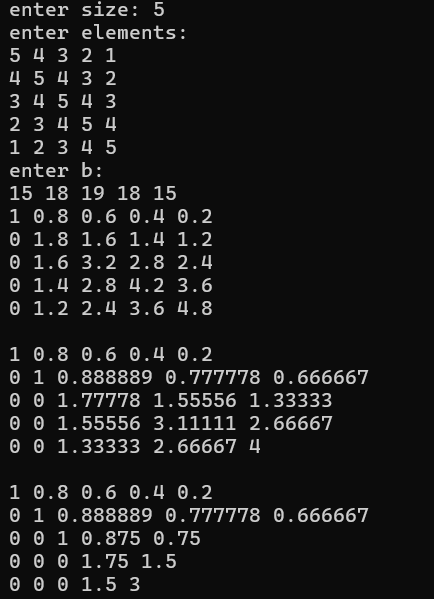 enter size: 5
enter elements:
5 4 3 2 1
4 5 4 3 2
3 4 5 4 3
2 3 4 5 4
1 2 3 4 5
enter b:
15 18 19 18 15
1 0.8 0.6 0.4 0.2
0 1.8 1.6 1.4 1.2
0 1.6 3.2 2.8 2.4
0 1.4 2.8 4.2 3.6
0 1.2 2.4 3.6 4.8
1 0.8 0.6 0.4 0.2
0 1 0.888889 0.777778 0.666667
0 0 1.77778 1.55556 1.33333
0 0 1.55556 3.11111 2.66667
0 0 1.33333 2.66667 4
1 0.8 0.6 0.4 0.2
0 1 0.888889 0.777778 0.666667
0 0 1 0.875 0.75
0 0 0 1.75 1.5
0 0 0 1.5 3